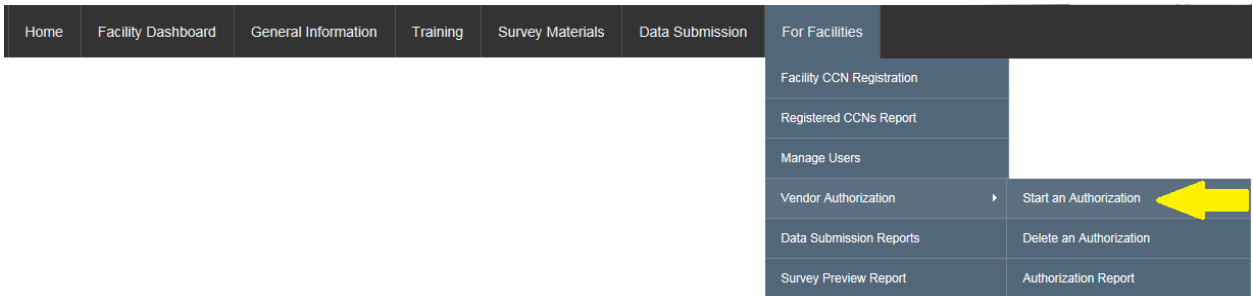 Home Facility Dashboard General Information Training Survey Materials Data Submission For Facilities
Facility CCN Registration
Registered CCNs Report
Manage Users
Vendor Authorization Start an Authorization
Data Submission Reports Delete an Authorization
Survey Preview Report Authorization Report